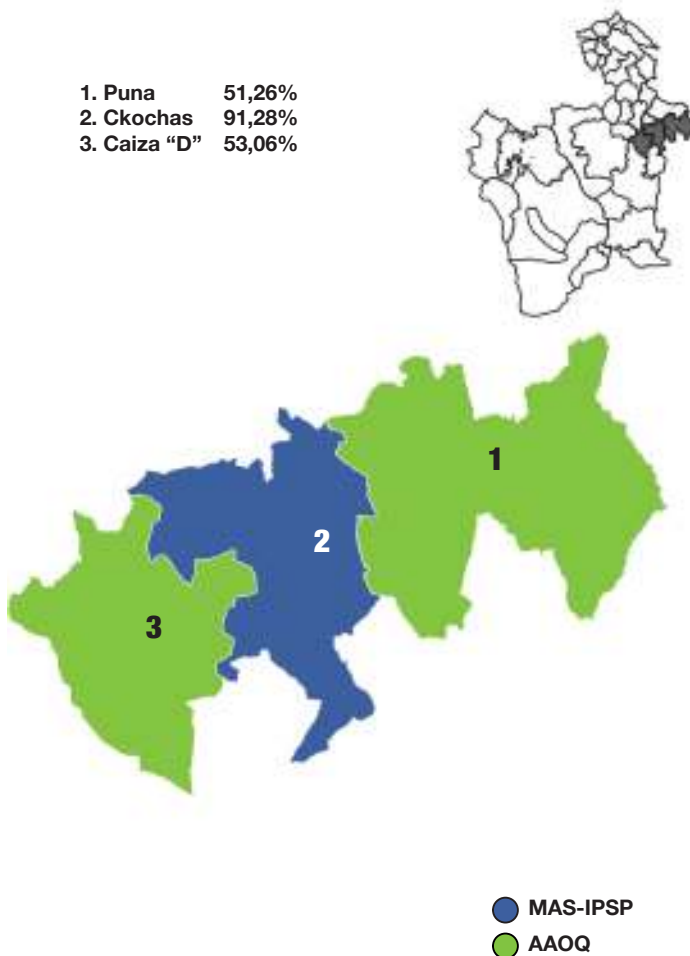 1. Puna 51,26%
2. Ckochas 91,28%
3. Caiza “D” 53,06%
1
2
3
MAS-IPSP
AAOQ